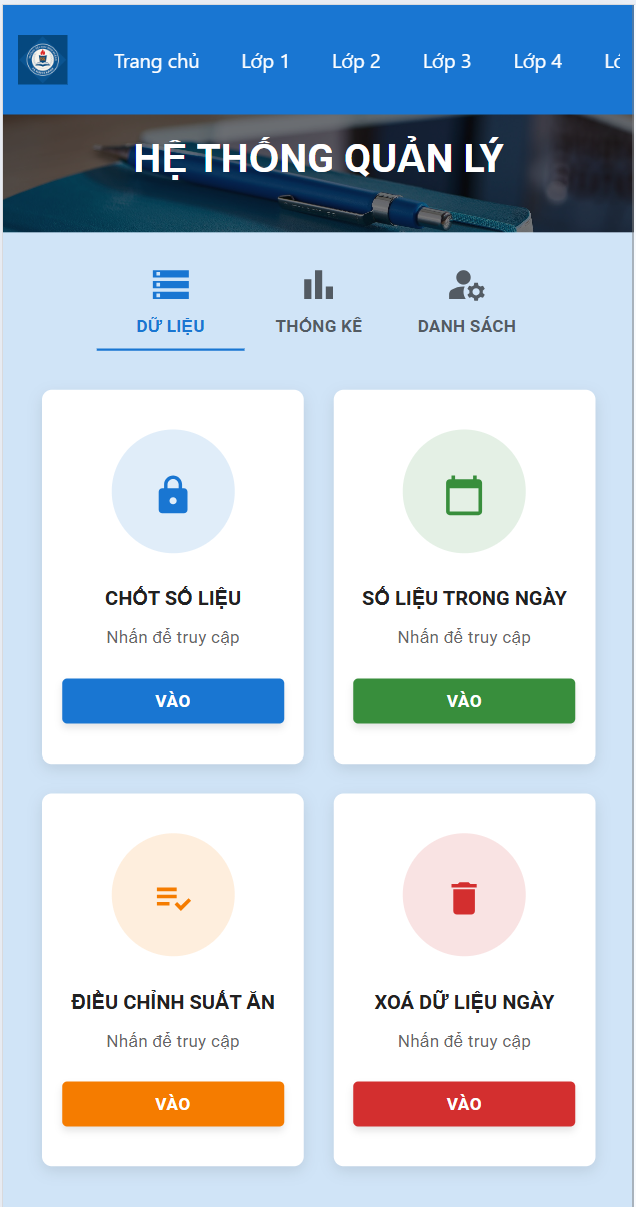 Trang chủ Lớp 1 Lớp 2 Lớp 3 Lớp 4
HỆ THỐNG QUẢN LÝ
DỮ LIỆU THỐNG KÊ DANH SÁCH
CHỐT SỐ LIỆU
Nhấn để truy cập
VÀO
SỐ LIỆU TRONG NGÀY
Nhấn để truy cập
VÀO
ĐIỀU CHỈNH SUẤT ĂN
Nhấn để truy cập
VÀO
XOÁ DỮ LIỆU NGÀY
Nhấn để truy cập
VÀO